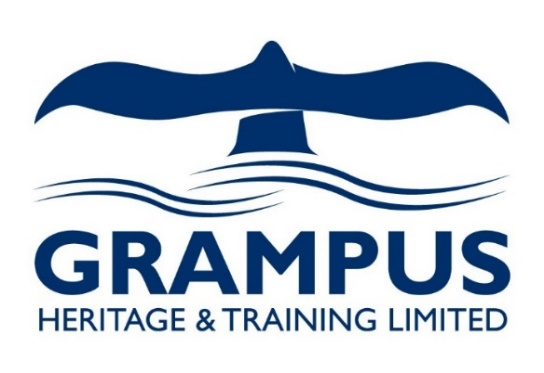 GRAMPUS
HERITAGE & TRAINING LIMITED